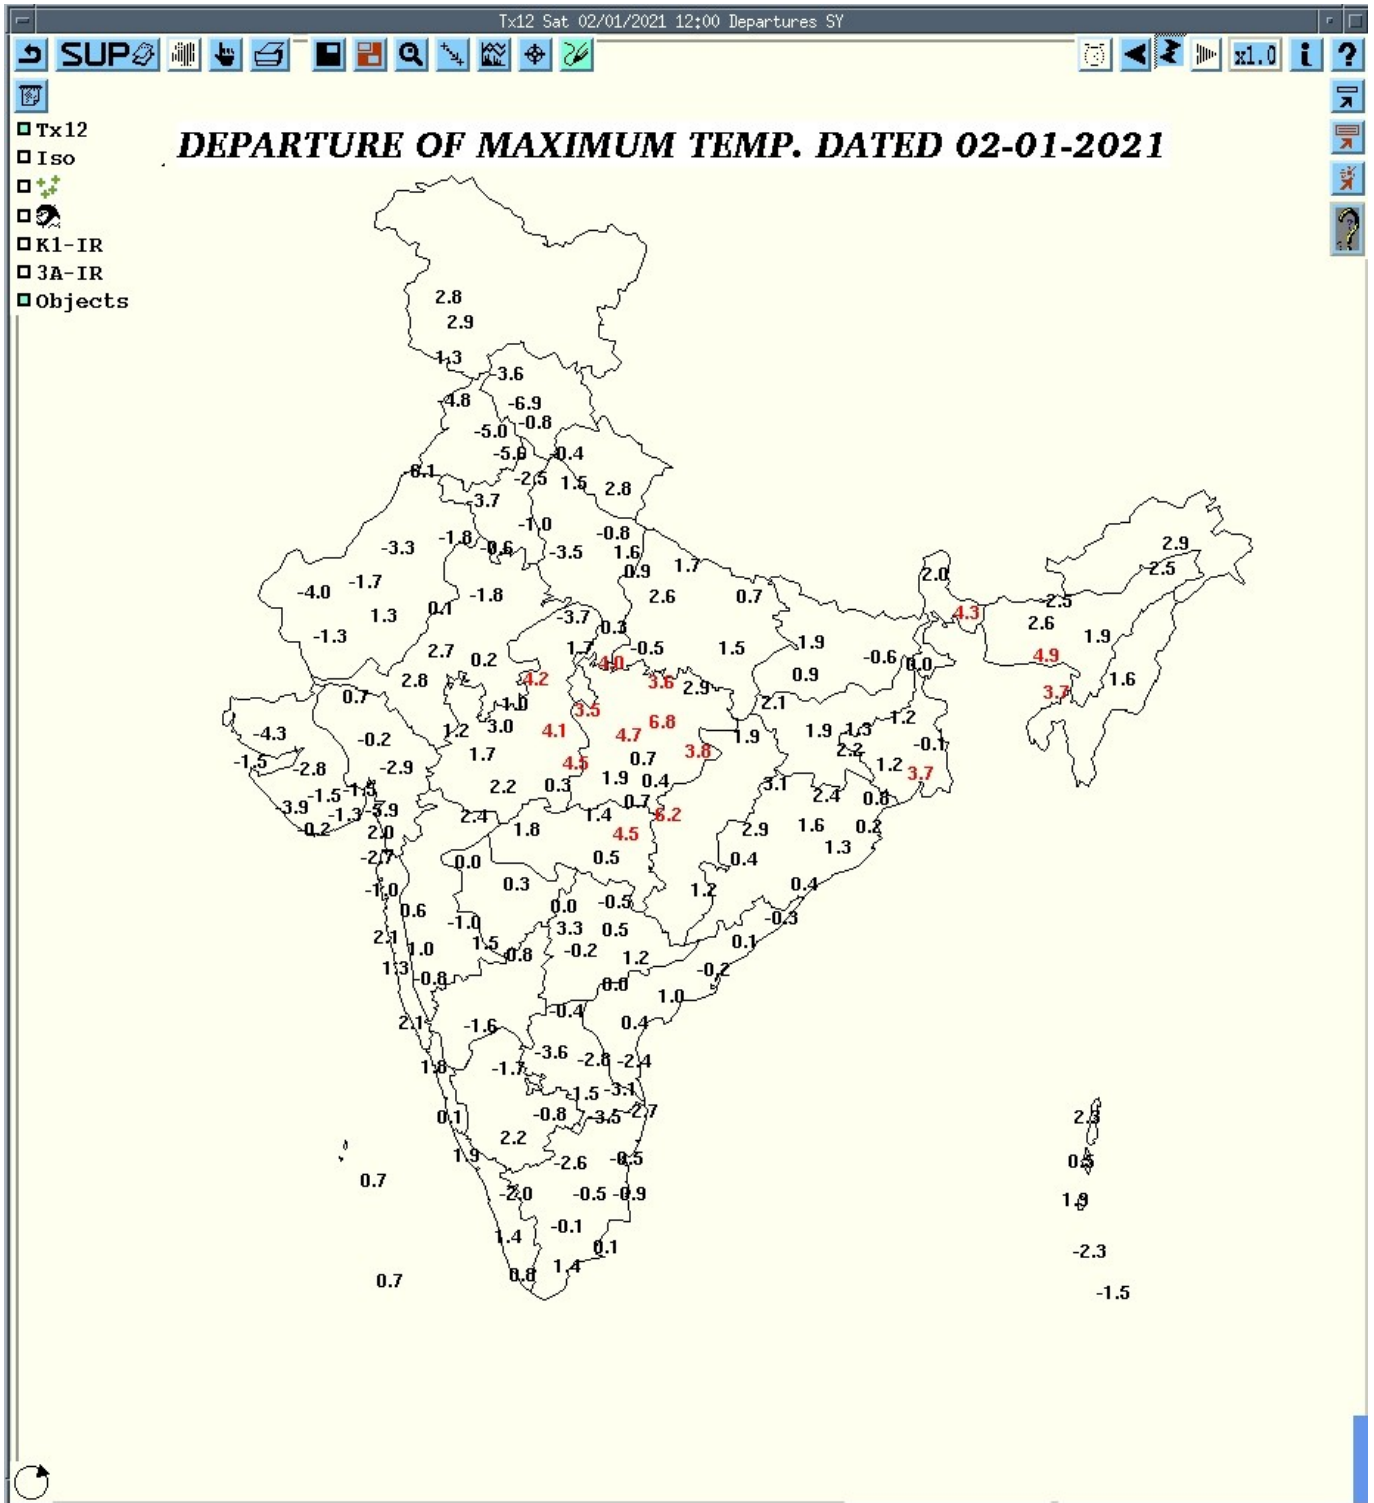 Tx12 Sat 02/01/2021 12:00 Departures SY
SUP x1.0 i ?
Tx12
Iso
K1-IR
3A-IR
Objects
DEPARTURE OF MAXIMUM TEMP. DATED 02-01-2021
2.8
2.9
1.3
-3.6
-4.8 -6.9
-0.8
-5.0
-0.4
-2.5 1.5 2.8
-3.7
-1.0 -0.8
-1.8
-3.3 -3.5 1.6 2.9
0.9 1.7 2.0 2.5
-1.7
-4.0 -1.8 2.6 0.7
1.3 0.1 -3.7 4.3 -2.5
0.3 2.6
-1.3 1.9
2.7 1.7 -0.5 1.5 1.9
0.2 4.0 -0.6 0.0 4.9
2.8 4.2 3.6 2.9 0.9 1.6
0.7 3.7
-1.0 3.5 2.1
6.8 1.2
-4.3 1.2 3.0 4.1 4.7 1.9 1.9 1.3
-0.2 -0.1
1.7 3.8 2.2
-1.5 -2.8 -2.9 4.5 0.7 1.2
3.7
2.2 0.3 1.9 0.4 3.1
-1.5 -1.5 2.4 0.8
-3.9 -1.3 0.7
2.4 1.4 6.2
-0.2 2.0 1.8 4.5 2.9 1.6 0.2
1.3
-2.7 0.0 0.5 0.4
-1.0 0.3 1.2 0.4
0.6 0.0 -0.5
-1.0 3.3 0.5 -0.3
2.1 1.0 1.5 0.8 -0.2 1.2 0.1
1.3 -0.8 -0.2
0.0 1.0
-0.4
2.1 -1.6 0.4
-3.6 -2.8 -2.4
1.8 -1.7
-1.5 -3.1
0.1 -0.8 -3.5 -2.7 2.3
2.2
1.9 -2.6 -0.5 0.5
0.7
-2.0 -0.5 -0.9 1.9
-0.1
1.4
0.1 -2.3
1.4
0.7 0.8
-1.5